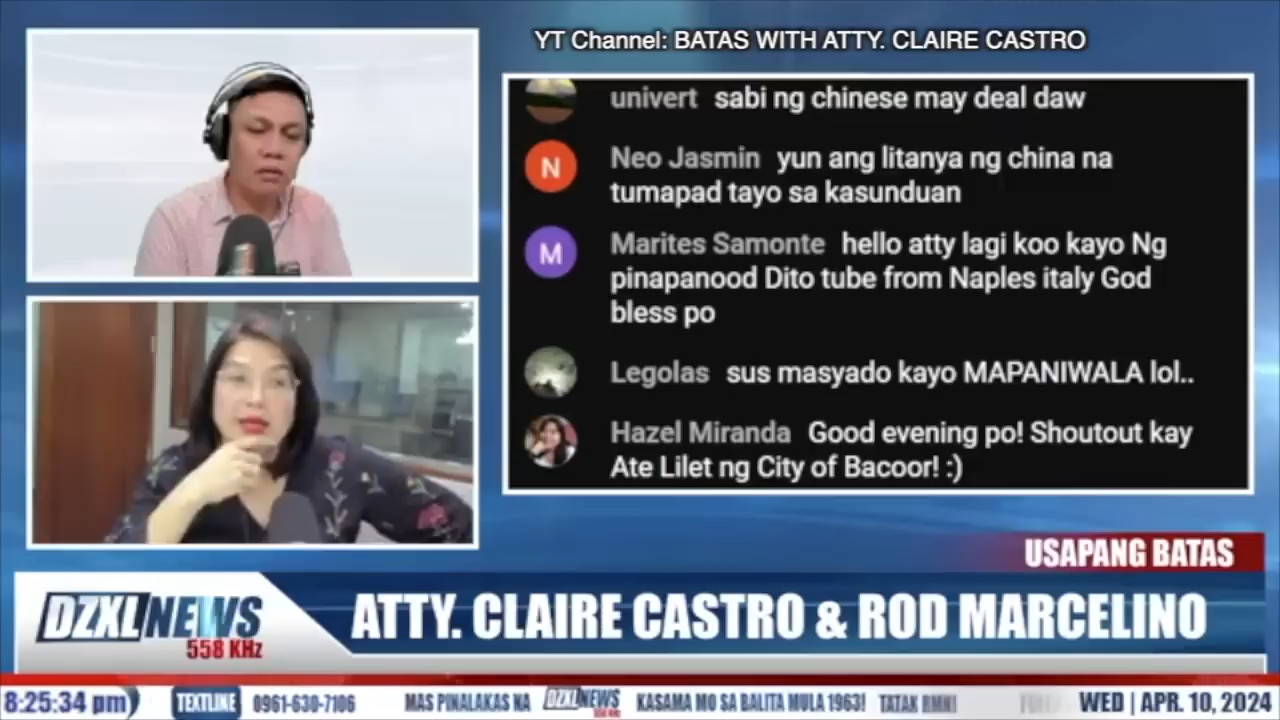 YT Channel: BATAS WITH ATTY. CLAIRE CASTRO
univert sabi ng chinese may deal daw
N
Neo Jasmin yun ang litanya ng china na
tumapad tayo sa kasunduan
M
Marites Samonte hello atty lagi koo kayo Ng
pinapanood Dito tube from Naples italy God
bless po
Legolas sus masyado kayo MAPANIWALA lol..
Hazel Miranda Good evening po! Shoutout kay
Ate Lilet ng City of Bacoor! :)
USAPANG BATAS
DZXL NEWS
558 KHz
ATTY. CLAIRE CASTRO & ROD MARCELINO
8:25:34 pm TEXTLINE 0961-630-7106 MAS PINALAKAS NA DZXL NEWS KASAMA MO SA BALITA MULA 1963! TATAK RMN! WED | APR. 10, 2024